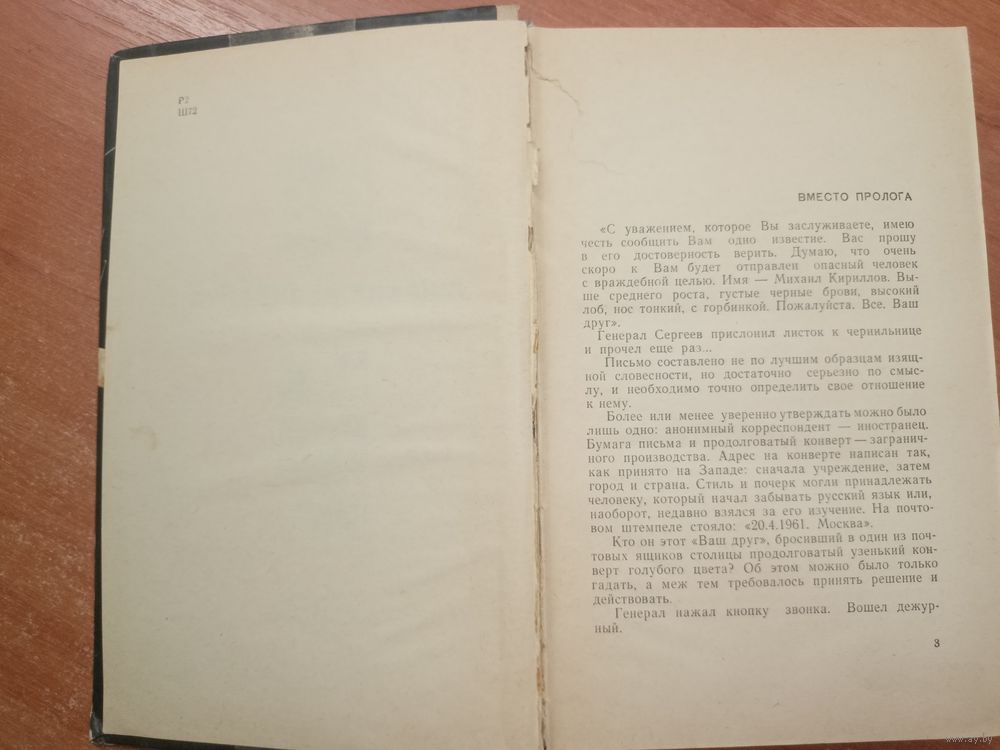 Р2
Ш72
ВМЕСТО ПРОЛОГА
«С уважением, которое Вы заслуживаете, имею
честь сообщить Вам одно известие. Вас прошу
в его достоверность верить. Думаю, что очень
скоро к Вам будет отправлен опасный человек
с враждебной целью. Имя — Михаил Кириллов. Вы-
ше среднего роста, густые черные брови, высокий
лоб, нос тонкий, с горбинкой. Пожалуйста. Все. Ваш
друг».
Генерал Сергеев прислонил листок к чернильнице
и прочел еще раз...
Письмо составлено не по лучшим образцам изящ-
ной словесности, но достаточно серьезно по смыс-
лу, и необходимо точно определить свое отношение
к нему.
Более или менее уверенно утверждать можно было
лишь одно: анонимный корреспондент — иностранец.
Бумага письма и продолговатый конверт — загранич-
ного производства. Адрес на конверте написан так,
как принято на Западе: сначала учреждение, затем
город и страна. Стиль и почерк могли принадлежать
человеку, который начал забывать русский язык или,
наоборот, недавно взялся за его изучение. На почто-
вом штемпеле стояло: «20.4.1961. Москва».
Кто он этот «Ваш друг», бросивший в один из поч-
товых ящиков столицы продолговатый узенький кон-
верт голубого цвета? Об этом можно было только
гадать, а меж тем требовалось принять решение и
действовать.
Генерал нажал кнопку звонка. Вошел дежур-
ный.
3
www.ay.by